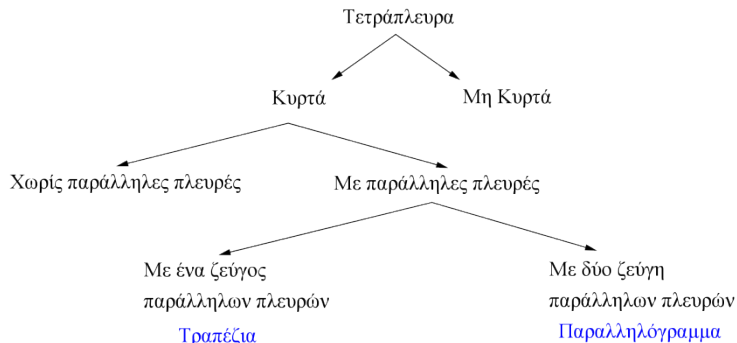 Τετράπλευρα
Κυρτά
Μη Κυρτά
Χωρίς παράλληλες πλευρές
Με παράλληλες πλευρές
Με ένα ζεύγος
παράλληλων πλευρών
Τραπέζια
Με δύο ζεύγη
παράλληλων πλευρών
Παραλληλόγραμμα